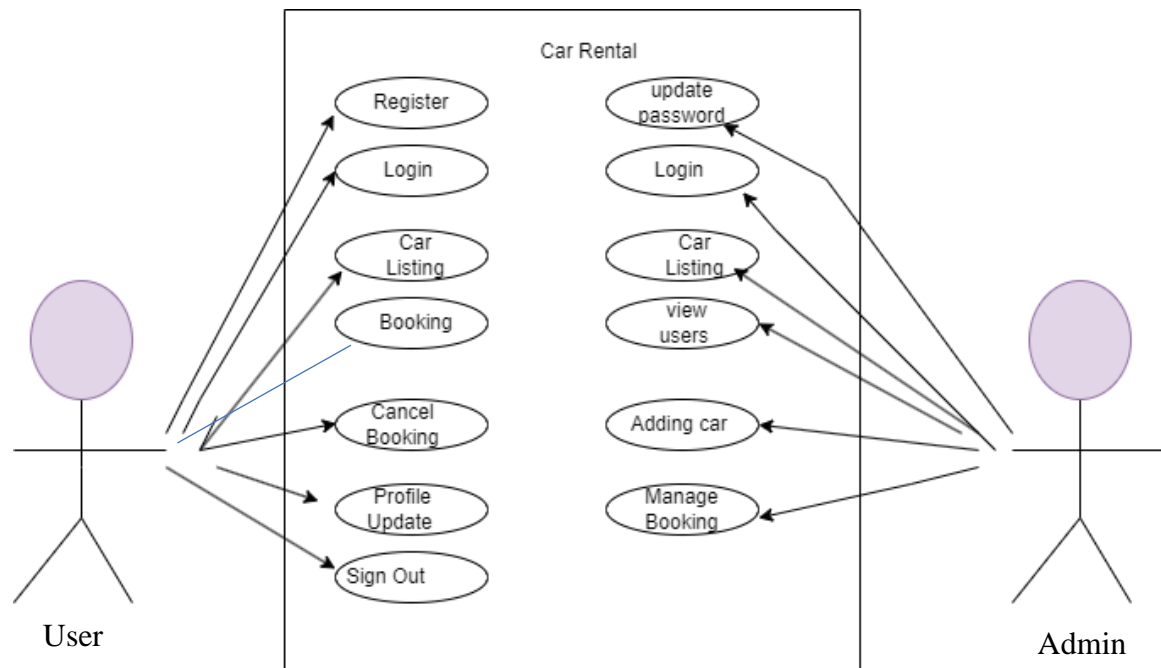 Car Rental
Register
update
password
Login
Login
Car
Listing
Car
Listing
Booking
view
users
Cancel
Booking
Adding car
Profile
Update
Manage
Booking
Sign Out
User
Admin